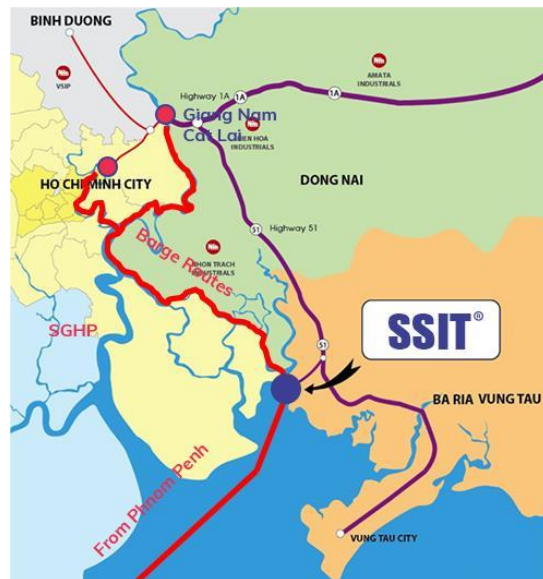 BINH DUONG
VSIP
Highway 1A
1A
AMATA
INDUSTRIALS
1A
Giang Nam
Cat Lai
BIEN HOA
INDUSTRIALS
HO CHI MINH CITY
DONG NAI
51
Highway 51
NHON TRACH
INDUSTRIALS
Barge Routes
SGHP
SSIT®
51
BA RIA VUNG TAU
From Phnom Penh
VUNG TAU CITY